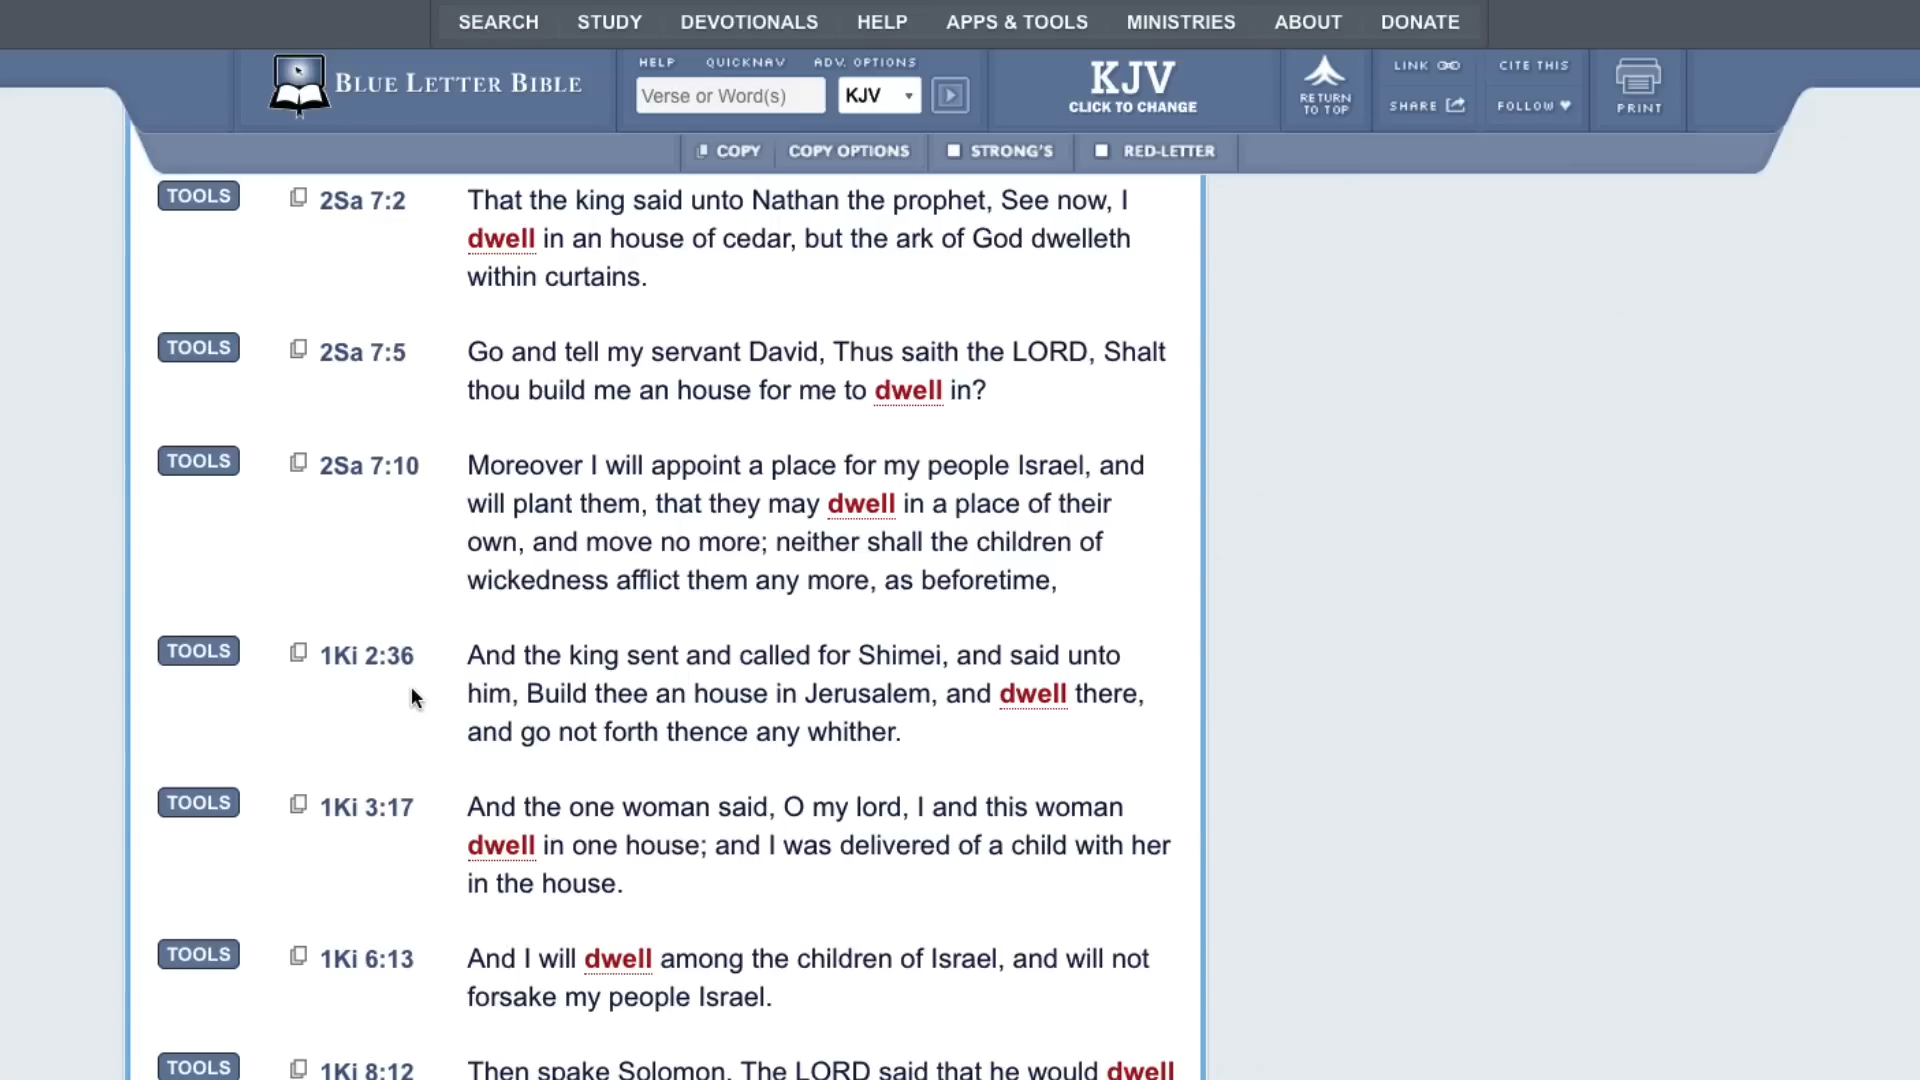 SEARCH STUDY DEVOTIONALS HELP APPS & TOOLS MINISTRIES ABOUT DONATE
BLUE LETTER BIBLE
HELP QUICKNAV ADV. OPTIONS
Verse or Word(s) KJV
KJV
CLICK TO CHANGE
RETURN
TO TOP
LINK CITE THIS
SHARE FOLLOW
PRINT
COPY COPY OPTIONS STRONG'S RED-LETTER
TOOLS 2Sa 7:2 That the king said unto Nathan the prophet, See now, I
dwell in an house of cedar, but the ark of God dwelleth
within curtains.
TOOLS 2Sa 7:5 Go and tell my servant David, Thus saith the LORD, Shalt
thou build me an house for me to dwell in?
TOOLS 2Sa 7:10 Moreover I will appoint a place for my people Israel, and
will plant them, that they may dwell in a place of their
own, and move no more; neither shall the children of
wickedness afflict them any more, as beforetime,
TOOLS 1Ki 2:36 And the king sent and called for Shimei, and said unto
him, Build thee an house in Jerusalem, and dwell there,
and go not forth thence any whither.
TOOLS 1Ki 3:17 And the one woman said, O my lord, I and this woman
dwell in one house; and I was delivered of a child with her
in the house.
TOOLS 1Ki 6:13 And I will dwell among the children of Israel, and will not
forsake my people Israel.
TOOLS 1Ki 8:12 Then spake Solomon, The LORD said that he would dwell